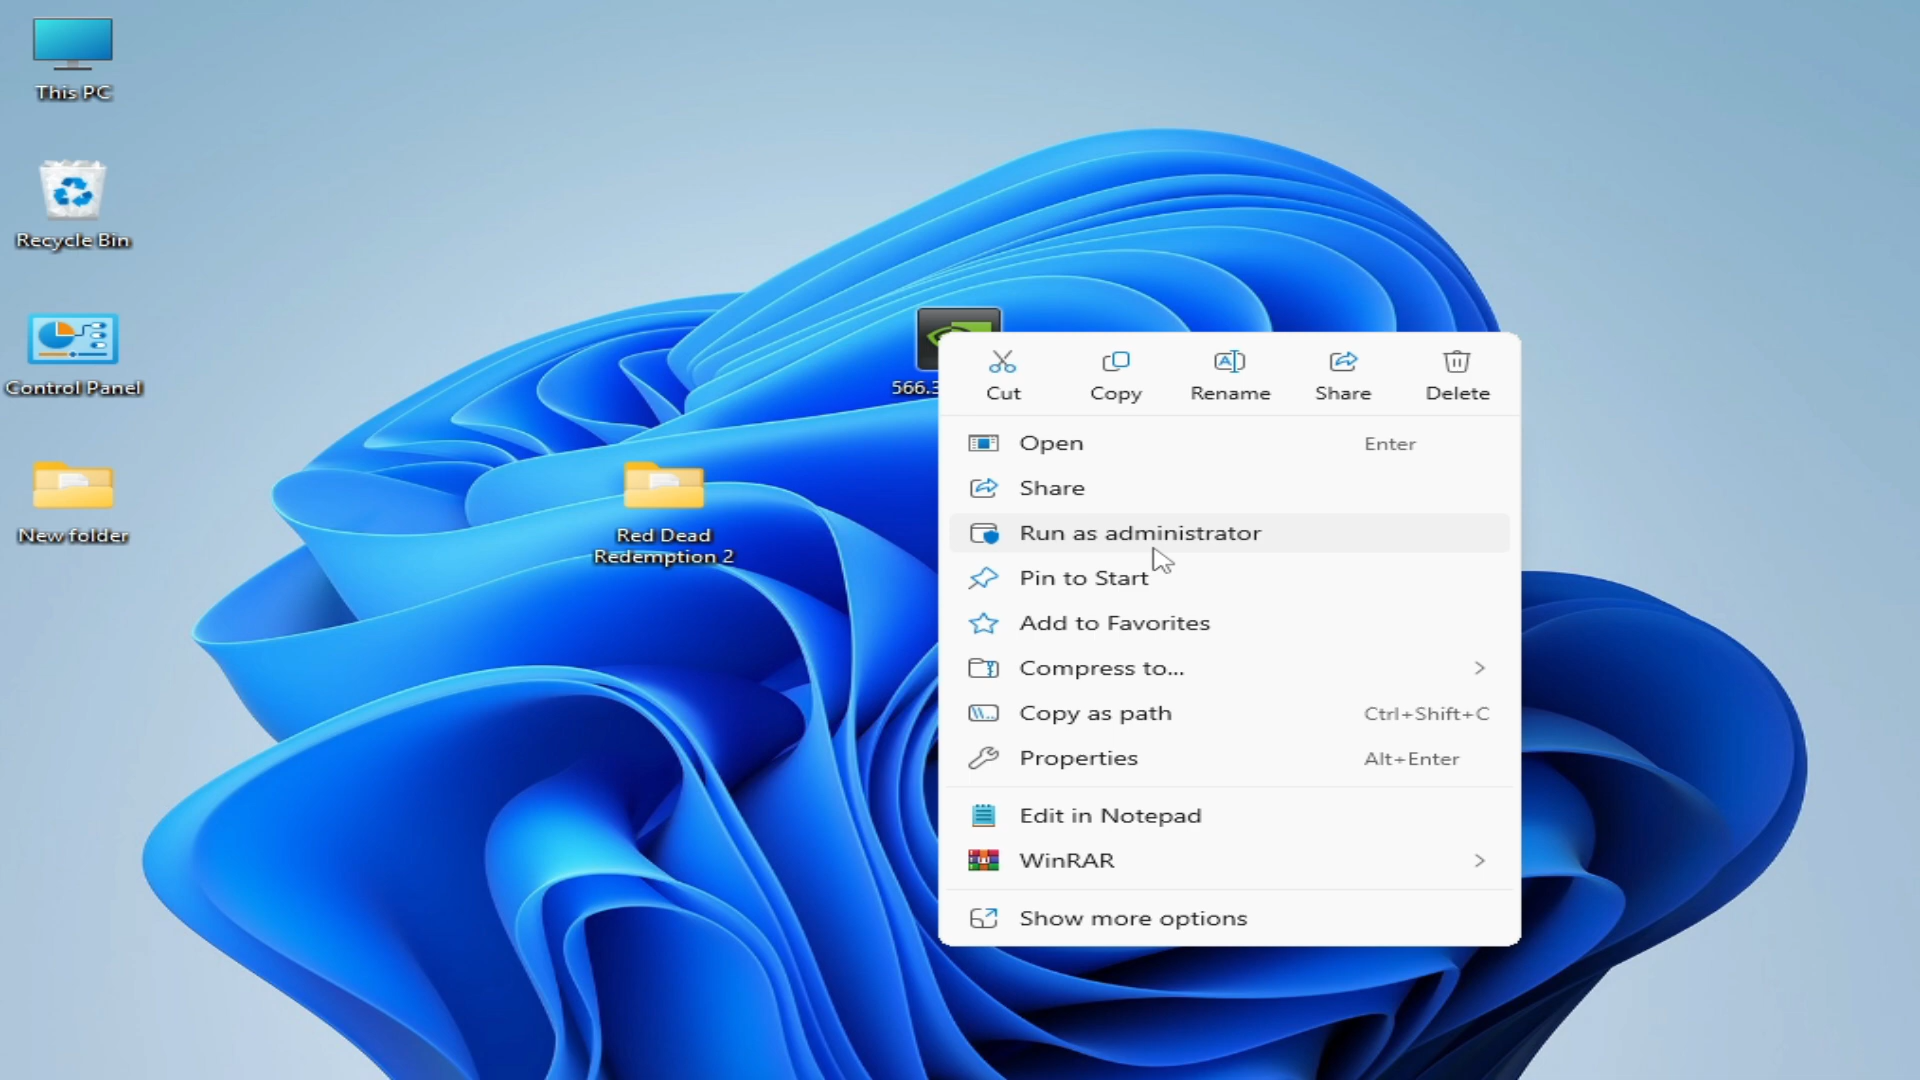 This PC
Recycle Bin
Control Panel
New folder
Red Dead
Redemption 2
566.3
Cut
Copy
Rename
Share
Delete
Open Enter
Share
Run as administrator
Pin to Start
Add to Favorites
Compress to...
Copy as path Ctrl+Shift+C
Properties Alt+Enter
Edit in Notepad
WinRAR
Show more options